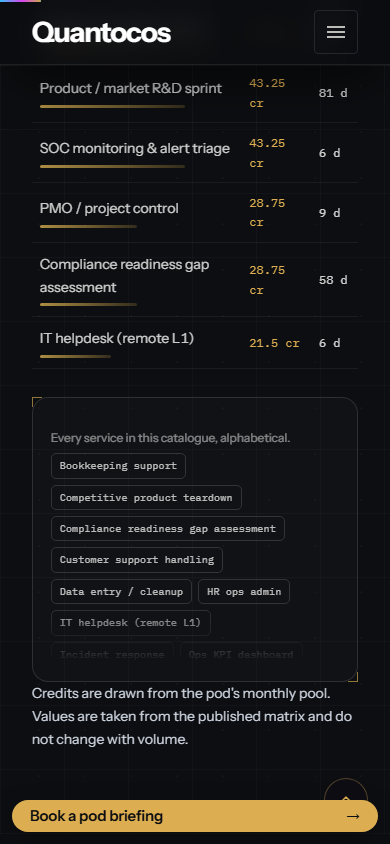 Quantocos
Product / market R&D sprint
43.25 cr
81 d
SOC monitoring & alert triage
43.25 cr
6 d
PMO / project control
28.75 cr
9 d
Compliance readiness gap
assessment
28.75 cr
58 d
IT helpdesk (remote L1)
21.5 cr
6 d
Every service in this catalogue, alphabetical.
Bookkeeping support
Competitive product teardown
Compliance readiness gap assessment
Customer support handling
Data entry / cleanup
HR ops admin
IT helpdesk (remote L1)
Incident response
Ops KPI dashboard
Credits are drawn from the pod's monthly pool.
Values are taken from the published matrix and do
not change with volume.
Book a pod briefing →